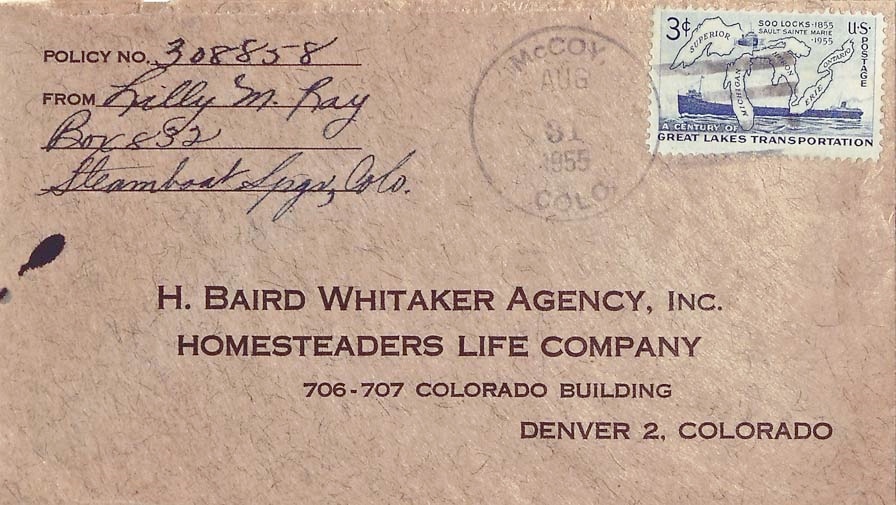 POLICY NO. 308858
FROM Lilly M. Ray
Box 832
Steamboat Spgs, Colo.
McCOY
AUG
31
1955
COLO.
3¢
SOO LOCKS-1855
SAULT SAINTE MARIE
-1955
U.S. POSTAGE
SUPERIOR
MICHIGAN
HURON
ERIE
ONTARIO
A CENTURY OF
GREAT LAKES TRANSPORTATION
H. BAIRD WHITAKER AGENCY, INC.
HOMESTEADERS LIFE COMPANY
706-707 COLORADO BUILDING
DENVER 2, COLORADO